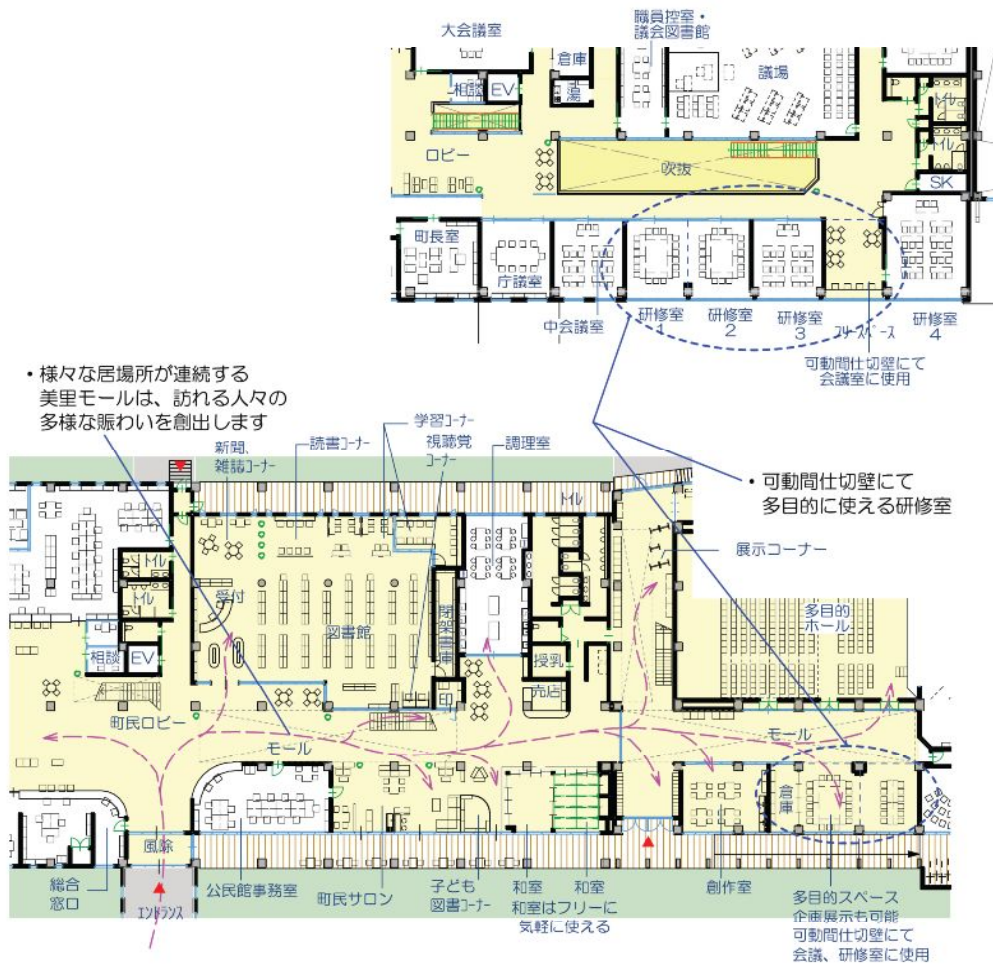 大会議室
倉庫
職員控室・
議会図書館
議場
相談
EV
湯
トイレ
トイレ
SK
ロビー
吹抜
町長室
庁議室
中会議室
研修室
1
研修室
2
研修室
3
フリースペース
研修室
4
可動間仕切壁にて
会議室に使用
・様々な居場所が連続する
美里モールは、訪れる人々の
多様な賑わいを創出します
・可動間仕切壁にて
多目的に使える研修室
新聞、
雑誌コーナー
読書コーナー
学習コーナー
視聴覚
コーナー
調理室
トイレ
展示コーナー
トイレ
トイレ
受付
図書館
閉架書庫
多目的
ホール
相談
EV
授乳
売店
印
町民ロビー
モール
モール
倉庫
風除
総合
窓口
エントランス
公民館事務室
町民サロン
子ども
図書コーナー
和室
和室
和室はフリーに
気軽に使える
創作室
多目的スペース
企画展示も可能
可動間仕切壁にて
会議、研修室に使用